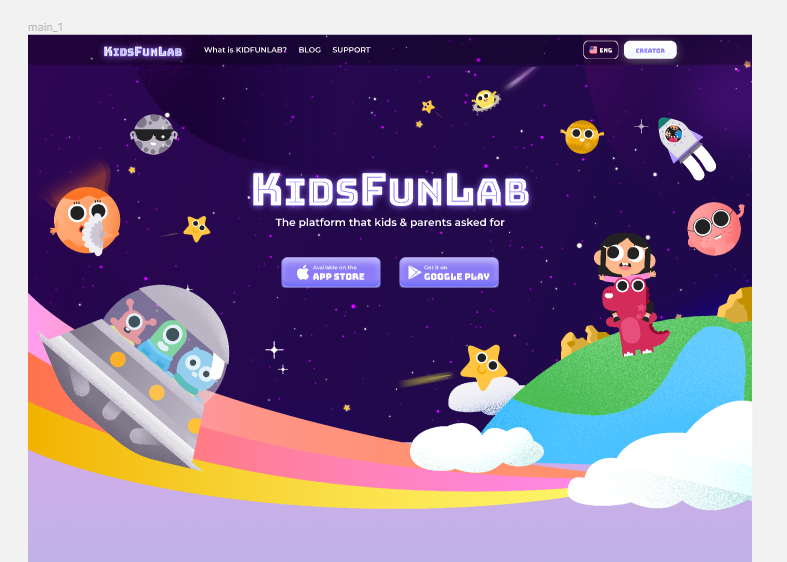 main_1
KIDSFUNLAB
What is KIDFUNLAB? BLOG SUPPORT
ENG
CREATOR
KIDSFUNLAB
The platform that kids & parents asked for
Available on the
APP STORE
Get it on
GOOGLE PLAY